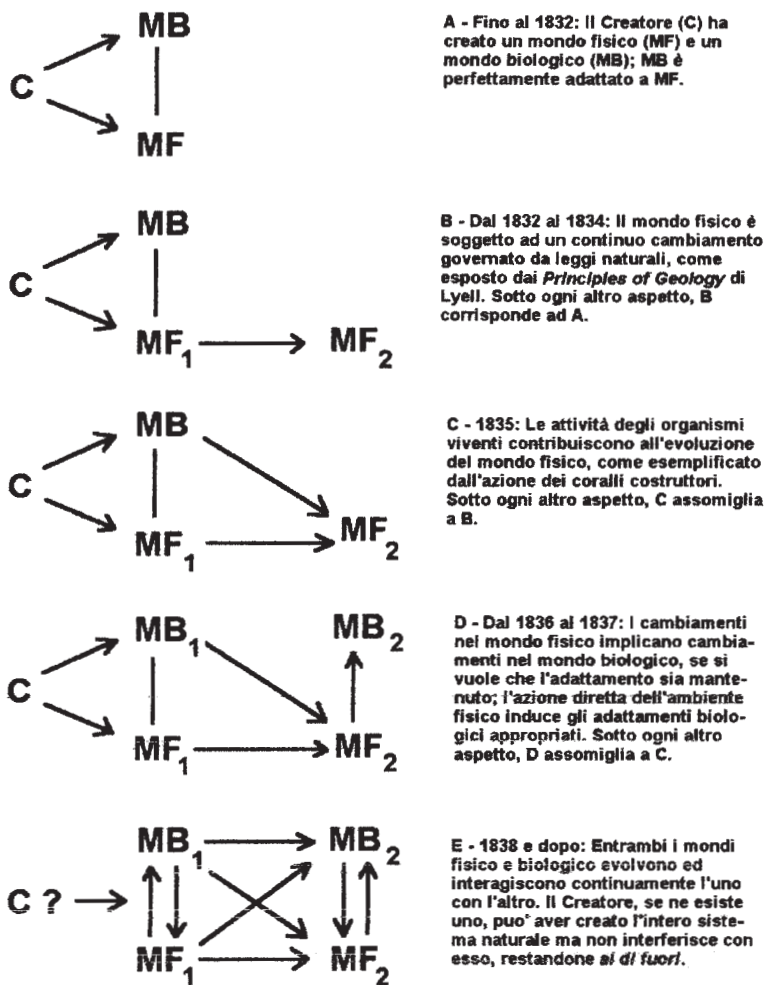 MB
C
MF
A - Fino al 1832: Il Creatore (C) ha
creato un mondo fisico (MF) e un
mondo biologico (MB); MB è
perfettamente adattato a MF.
MB
C
MF1
MF2
B - Dal 1832 al 1834: Il mondo fisico è
soggetto ad un continuo cambiamento
governato da leggi naturali, come
esposto dai Principles of Geology di
Lyell. Sotto ogni altro aspetto, B
corrisponde ad A.
MB
C
MF1
MF2
C - 1835: Le attività degli organismi
viventi contribuiscono all'evoluzione
del mondo fisico, come esemplificato
dall'azione dei coralli costruttori.
Sotto ogni altro aspetto, C assomiglia
a B.
MB1
MB2
C
MF1
MF2
D - Dal 1836 al 1837: I cambiamenti
nel mondo fisico implicano cambia-
menti nel mondo biologico, se si
vuole che l'adattamento sia mante-
nuto; l'azione diretta dell'ambiente
fisico induce gli adattamenti biolo-
gici appropriati. Sotto ogni altro
aspetto, D assomiglia a C.
MB1
MB2
C ?
MF1
MF2
E - 1838 e dopo: Entrambi i mondi
fisico e biologico evolvono ed
interagiscono continuamente l'uno
con l'altro. Il Creatore, se ne esiste
uno, puo' aver creato l'intero siste-
ma naturale ma non interferisce con
esso, restandone al di fuori.